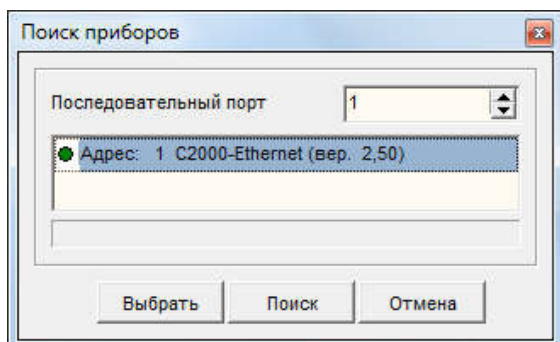 Поиск приборов
Последовательный порт 1
Адрес: 1 С2000-Ethernet (вер. 2,50)
Выбрать Поиск Отмена